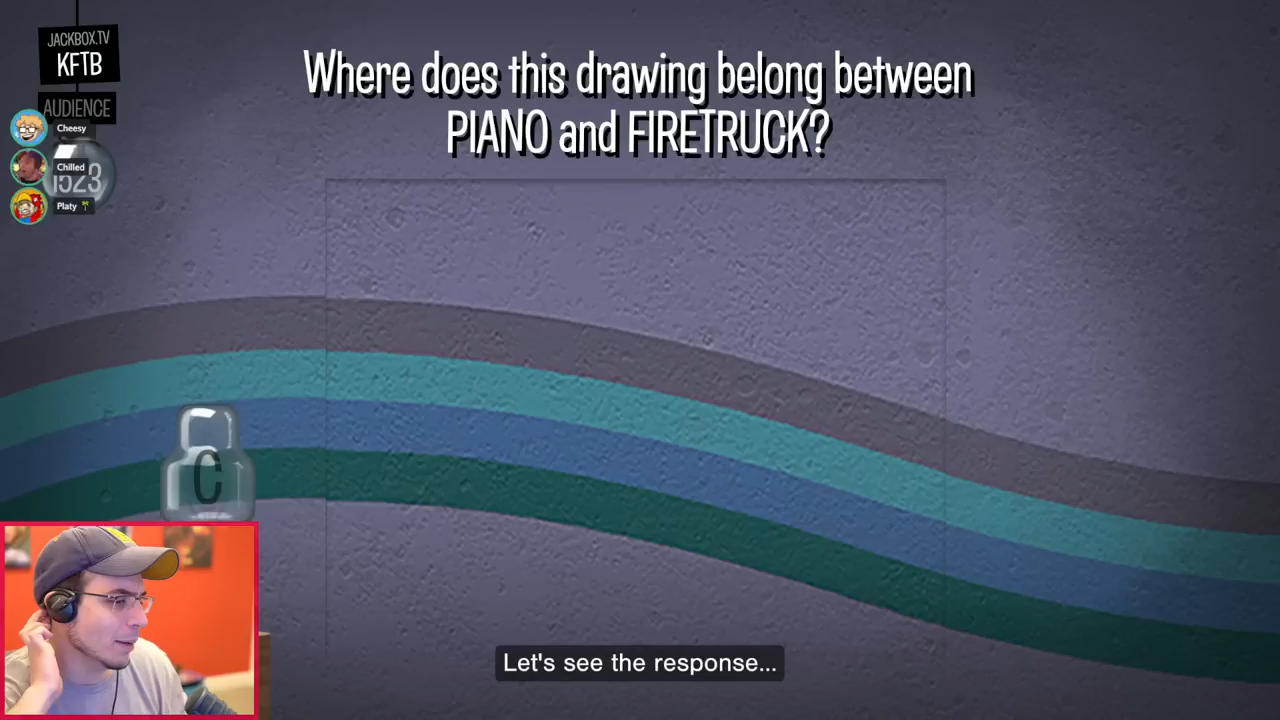 JACKBOX.TV
KFTB
AUDIENCE
1523
Cheesy
Chilled
Platy
Where does this drawing belong between
PIANO and FIRETRUCK?
C
Let's see the response...